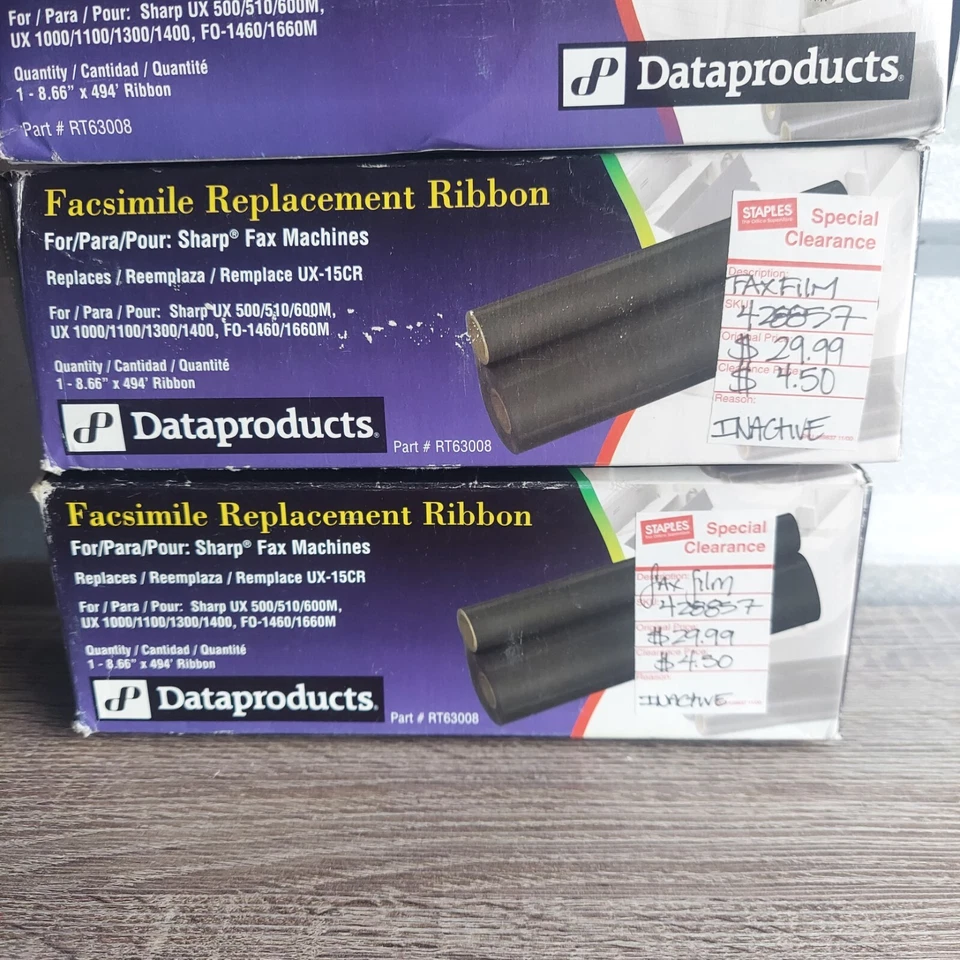 For / Para / Pour: Sharp UX 500/510/600M,
UX 1000/1100/1300/1400, FO-1460/1660M
Quantity / Cantidad / Quantité
1 - 8.66" x 494' Ribbon
Part # RT63008
Dataproducts®
Facsimile Replacement Ribbon
For/Para/Pour: Sharp® Fax Machines
Replaces / Reemplaza / Remplace UX-15CR
For / Para / Pour: Sharp UX 500/510/600M,
UX 1000/1100/1300/1400, FO-1460/1660M
Quantity / Cantidad / Quantité
1 - 8.66" x 494' Ribbon
Dataproducts®
Part # RT63008
STAPLES
Special
Clearance
Description:
FAX FILM
SKU:
428857
Original Price:
$ 29.99
Clearance Price:
$ 4.50
Reason:
INACTIVE
Facsimile Replacement Ribbon
For/Para/Pour: Sharp® Fax Machines
Replaces / Reemplaza / Remplace UX-15CR
For / Para / Pour: Sharp UX 500/510/600M,
UX 1000/1100/1300/1400, FO-1460/1660M
Quantity / Cantidad / Quantité
1 - 8.66" x 494' Ribbon
Dataproducts®
Part # RT63008
STAPLES
Special
Clearance
Description:
fax film
SKU:
428857
Original Price:
$29.99
Clearance Price:
$4.50
Reason:
INACTIVE